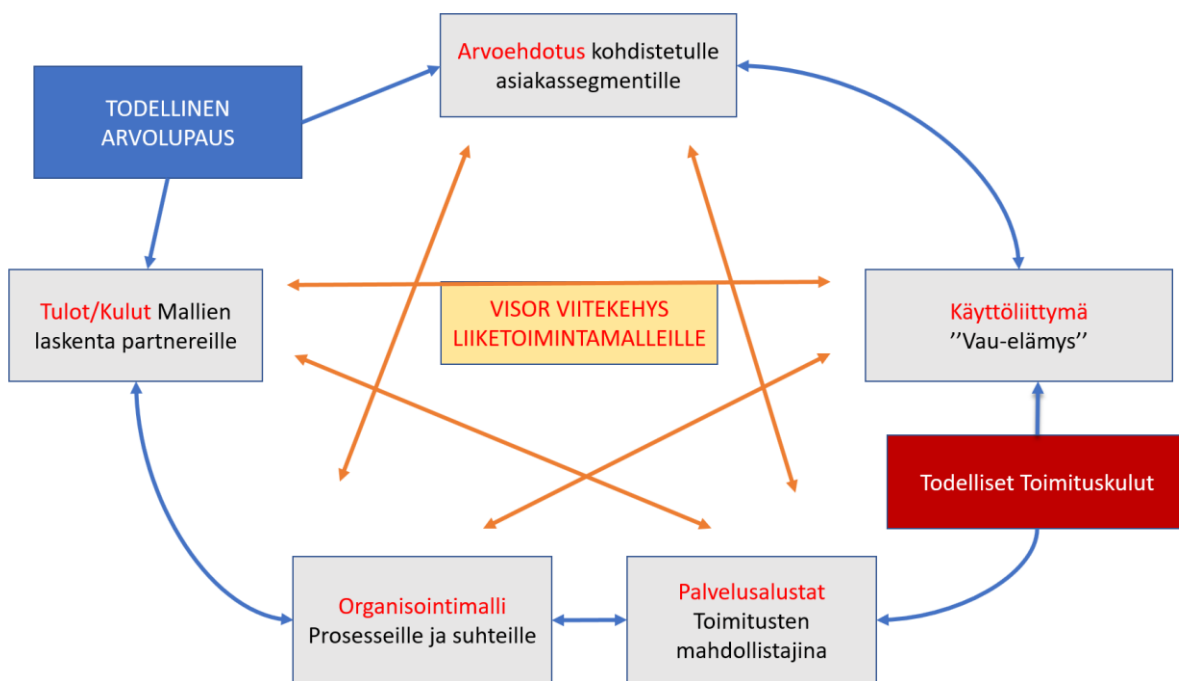 Arvoehdotus kohdistetulle
asiakassegmentille
TODELLINEN
ARVOLUPAUS
Tulot/Kulut Mallien
laskenta partnereille
VISOR VIITEKEHYS
LIIKETOIMINTAMALLEILLE
Käyttöliittymä
’’Vau-elämys’’
Todelliset Toimituskulut
Organisointimalli
Prosesseille ja suhteille
Palvelusalustat
Toimitusten
mahdollistajina